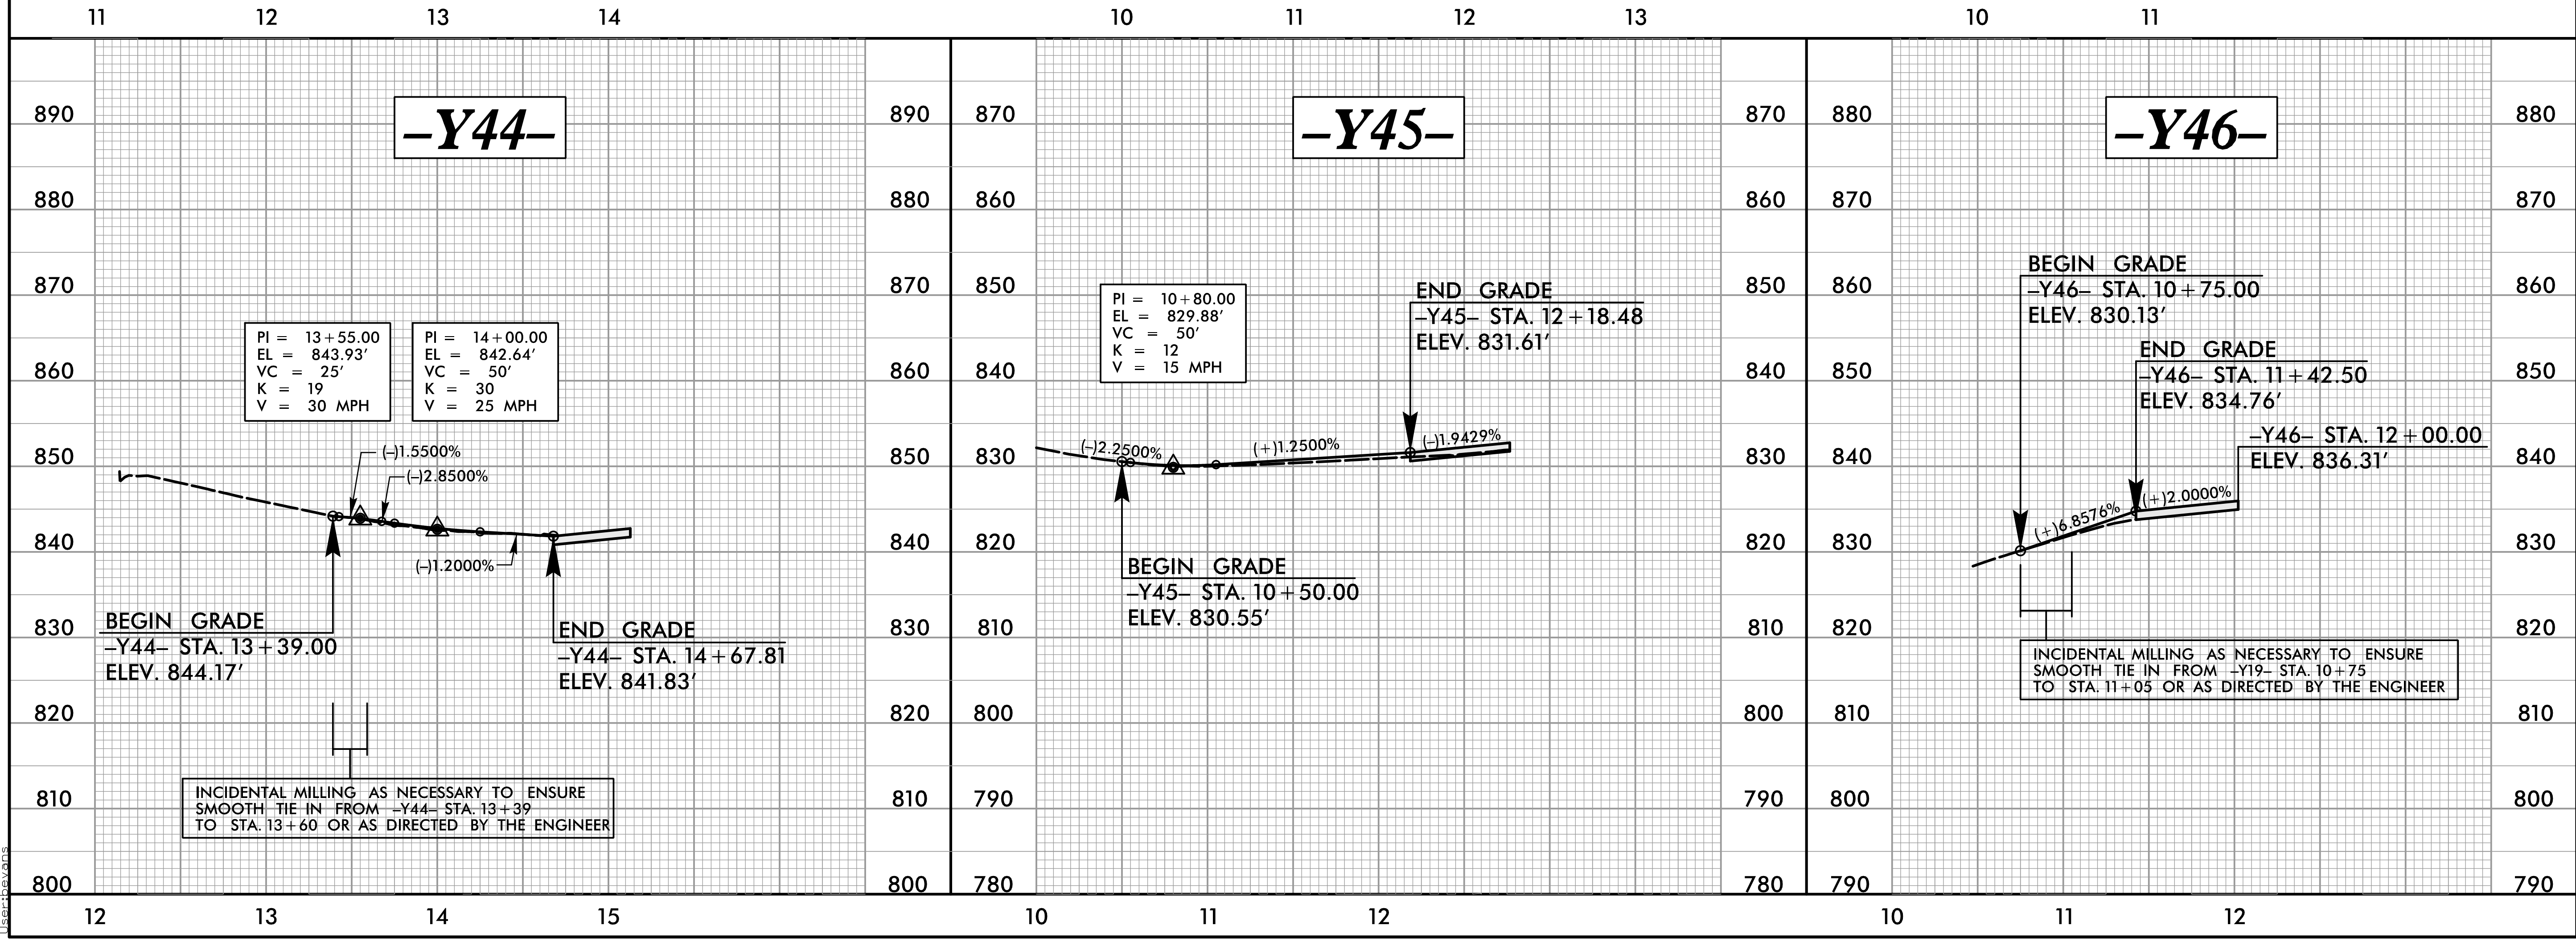 11 12 13 14 10 11 12 13 10 11
–Y44–
890 890
880 880
870 870
860 860
850
840 840
830 830
820 820
810 810
800 800
PI = 13+55.00
EL = 843.93′
VC = 25′
K = 19
V = 30 MPH
PI = 14+00.00
EL = 842.64′
VC = 50′
K = 30
V = 25 MPH
(–)1.5500%
(–)2.8500%
(–)1.2000%
BEGIN GRADE
–Y44– STA. 13+39.00
ELEV. 844.17′
END GRADE
–Y44– STA. 14+67.81
ELEV. 841.83′
INCIDENTAL MILLING AS NECESSARY TO ENSURE
SMOOTH TIE IN FROM –Y44– STA. 13+39
TO STA. 13+60 OR AS DIRECTED BY THE ENGINEER
12 13 14 15
850
–Y45–
870 870
860 860
850 850
840 840
830 830
820 820
810 810
800 800
790 790
780 780
PI = 10+80.00
EL = 829.88′
VC = 50′
K = 12
V = 15 MPH
END GRADE
–Y45– STA. 12+18.48
ELEV. 831.61′
(–)2.2500%
(+)1.2500%
(–)1.9429%
BEGIN GRADE
–Y45– STA. 10+50.00
ELEV. 830.55′
10 11 12
–Y46–
880 880
870 870
860 860
850 850
840 840
830 830
820 820
810 810
800 800
790 790
BEGIN GRADE
–Y46– STA. 10+75.00
ELEV. 830.13′
END GRADE
–Y46– STA. 11+42.50
ELEV. 834.76′
–Y46– STA. 12+00.00
ELEV. 836.31′
(+)6.8576%
(+)2.0000%
INCIDENTAL MILLING AS NECESSARY TO ENSURE
SMOOTH TIE IN FROM –Y19– STA. 10+75
TO STA. 11+05 OR AS DIRECTED BY THE ENGINEER
10 11 12
User:bevans